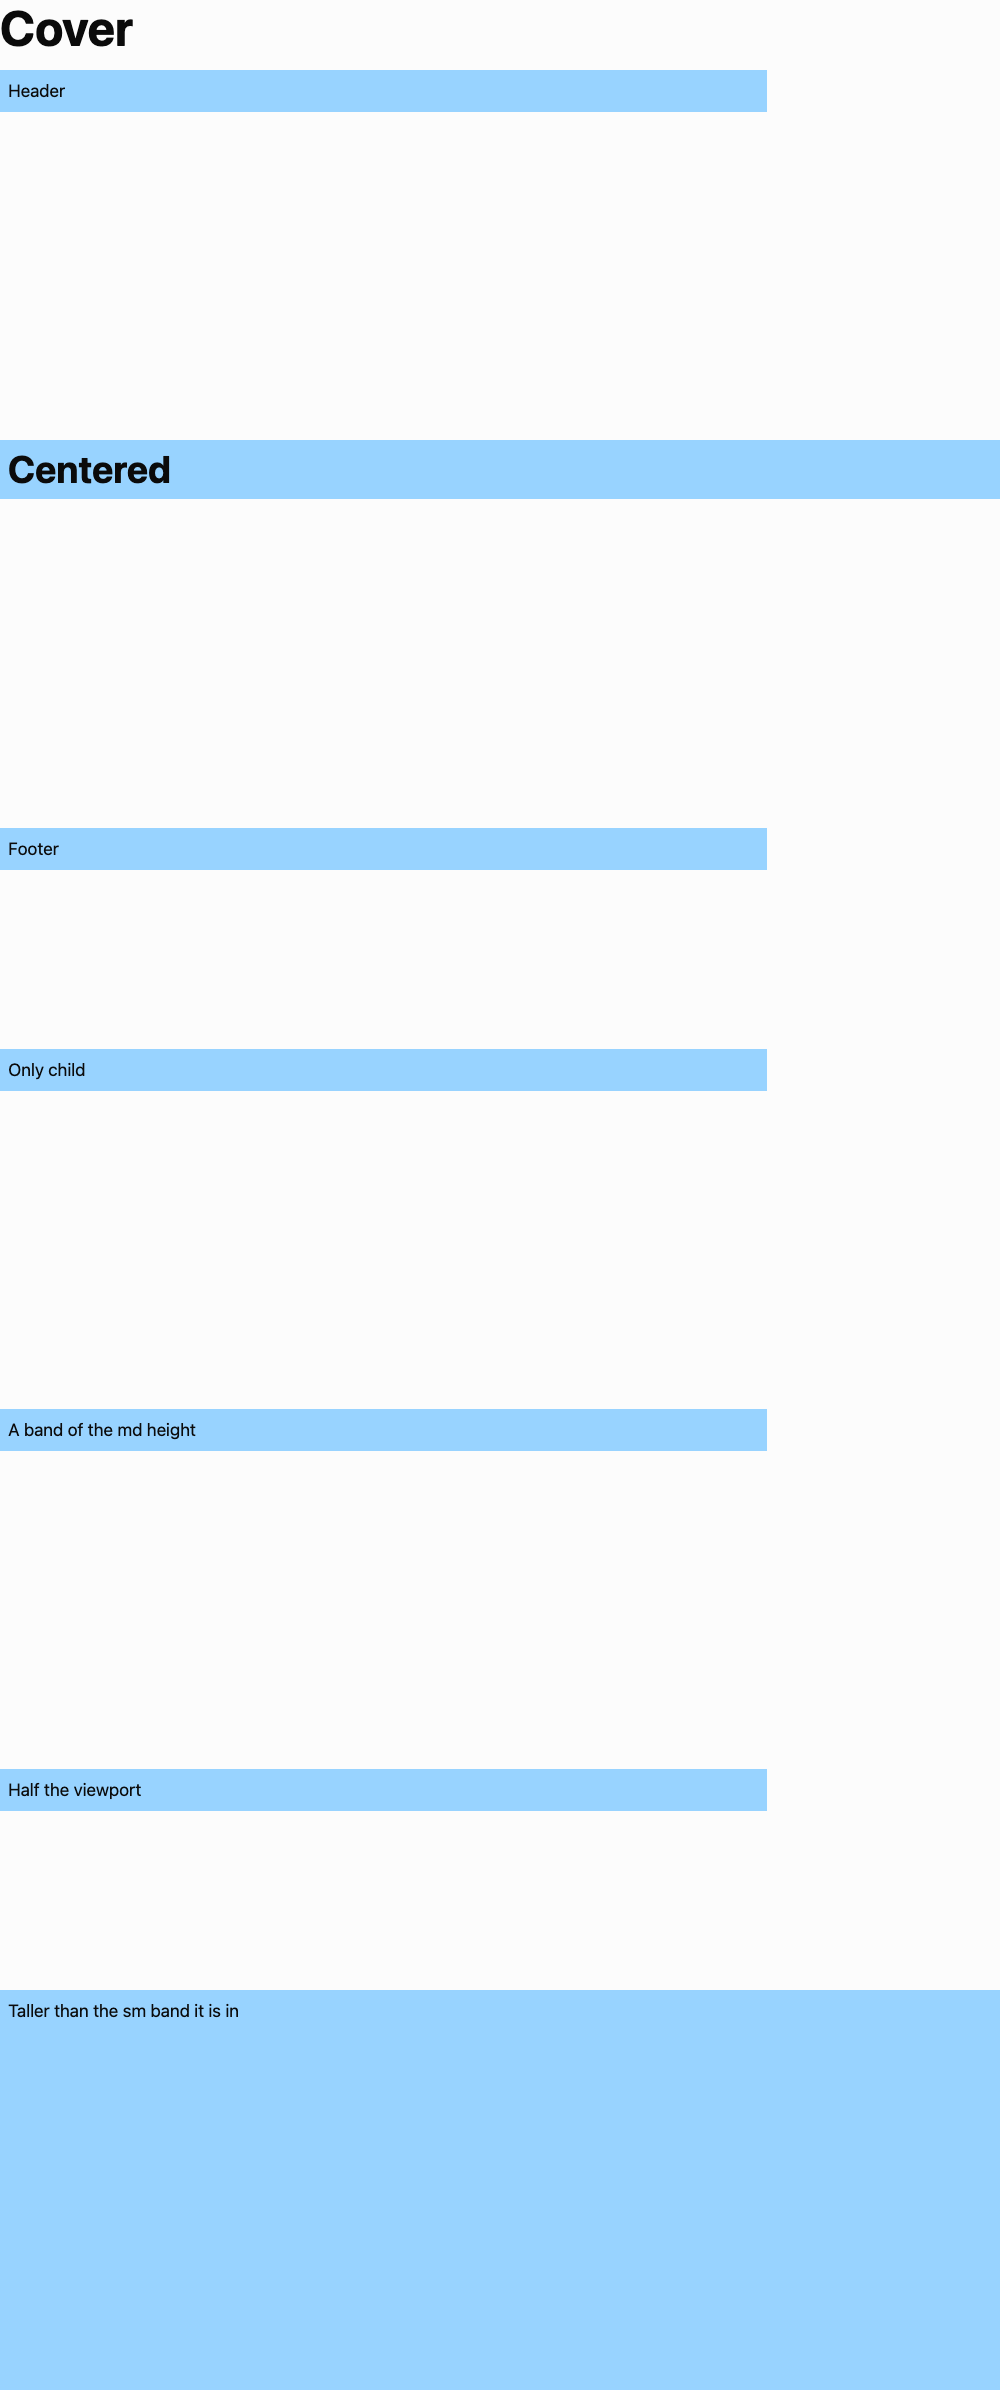 Cover
Header
Centered
Footer
Only child
A band of the md height
Half the viewport
Taller than the sm band it is in